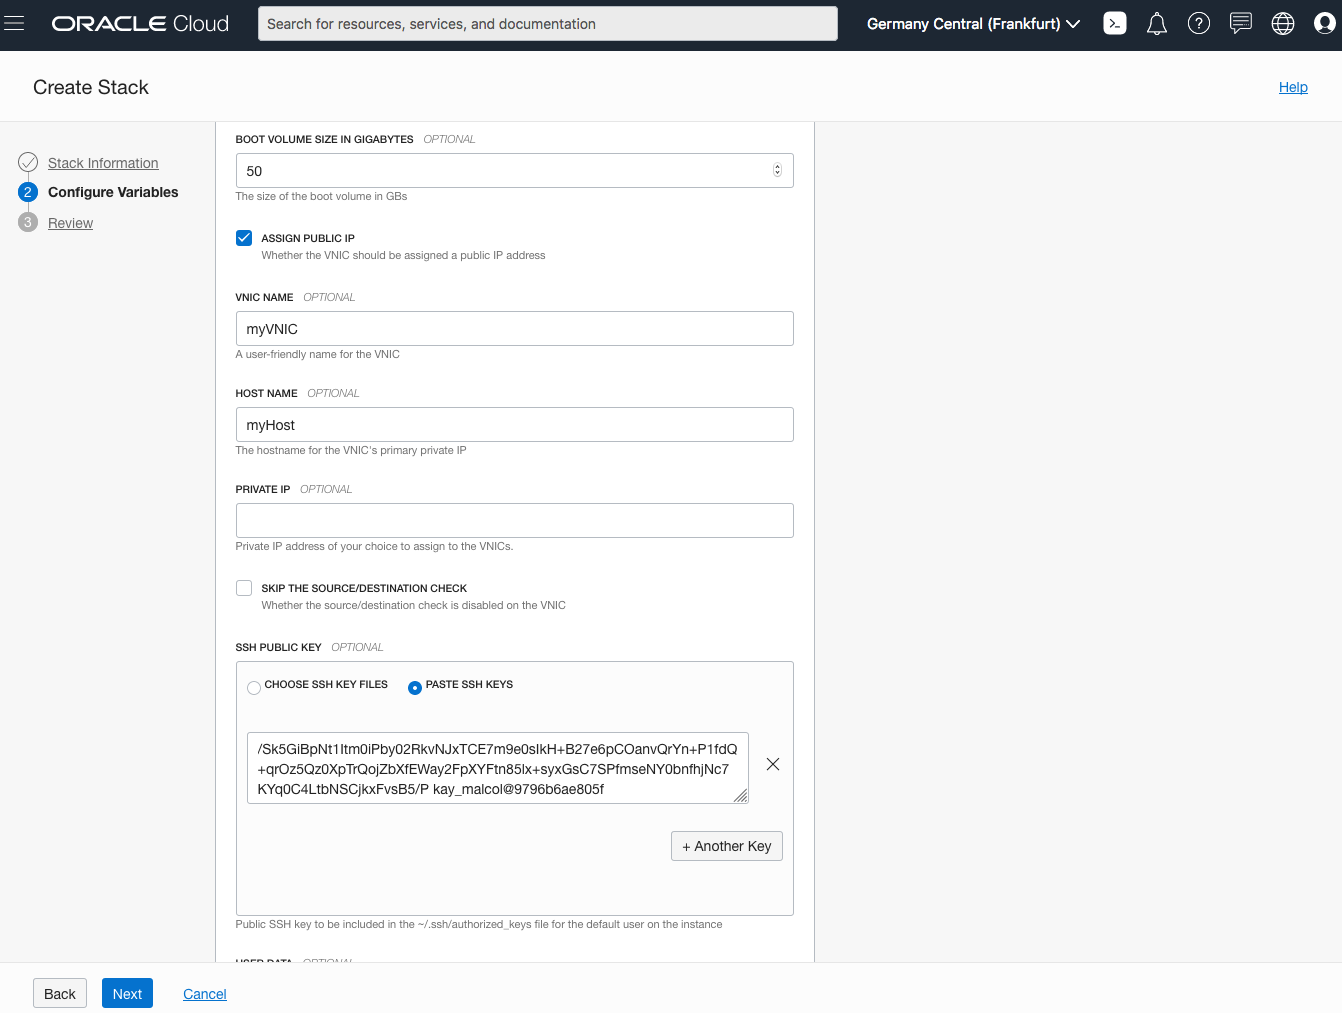 ORACLE Cloud
Search for resources, services, and documentation
Germany Central (Frankfurt)
Create Stack
Help
Stack Information
2 Configure Variables
3 Review
BOOT VOLUME SIZE IN GIGABYTES OPTIONAL
50
The size of the boot volume in GBs
ASSIGN PUBLIC IP
Whether the VNIC should be assigned a public IP address
VNIC NAME OPTIONAL
myVNIC
A user-friendly name for the VNIC
HOST NAME OPTIONAL
myHost
The hostname for the VNIC's primary private IP
PRIVATE IP OPTIONAL
Private IP address of your choice to assign to the VNICs.
SKIP THE SOURCE/DESTINATION CHECK
Whether the source/destination check is disabled on the VNIC
SSH PUBLIC KEY OPTIONAL
CHOOSE SSH KEY FILES PASTE SSH KEYS
/Sk5GiBpNt1Itm0iPby02RkvNJxTCE7m9e0sIkH+B27e6pCOanvQrYn+P1fdQ
+qrOz5Qz0XpTrQojZbXfEWay2FpXYFtn85lx+syxGsC7SPfmseNY0bnfhjNc7
KYq0C4LtbNSCjkxFvsB5/P kay_malcol@9796b6ae805f
+ Another Key
Public SSH key to be included in the ~/.ssh/authorized_keys file for the default user on the instance
USER DATA OPTIONAL
Back Next Cancel